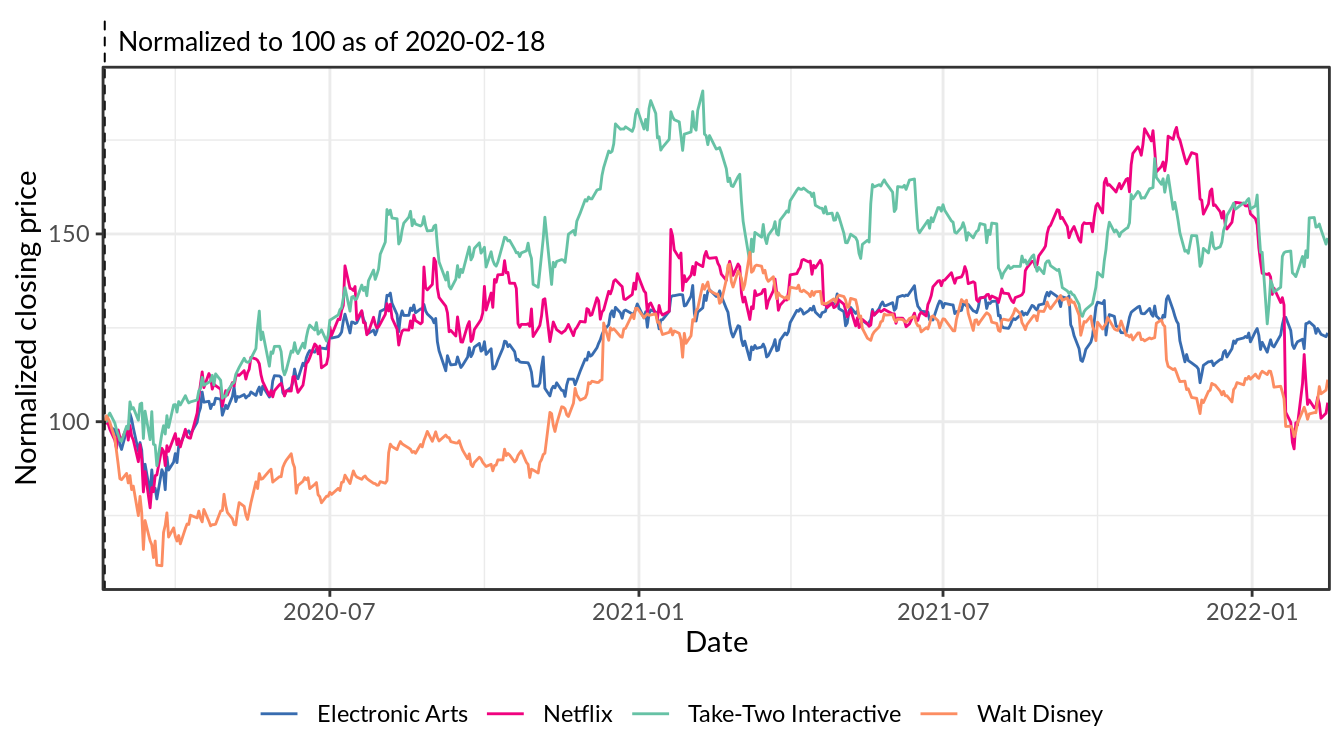 Normalized to 100 as of 2020-02-18
Normalized closing price
150
100
2020-07 2021-01 2021-07 2022-01
Date
Electronic Arts Netflix Take-Two Interactive Walt Disney